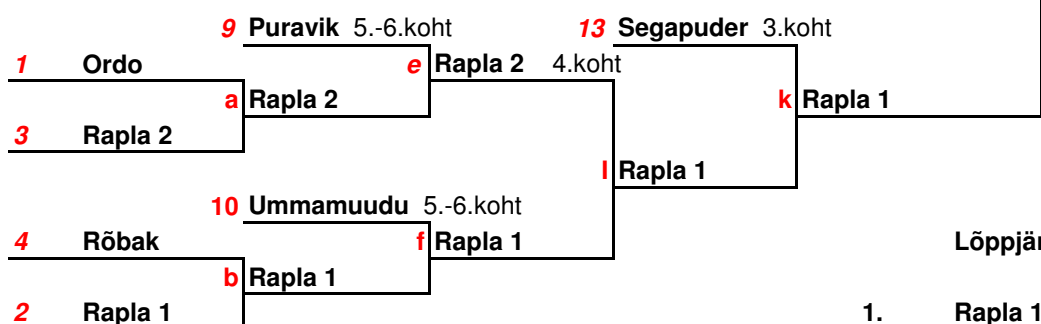 9 Puravik 5.-6.koht 13 Segapuder 3.koht
1 Ordo e Rapla 2 4.koht
a Rapla 2 k Rapla 1
3 Rapla 2
l Rapla 1
10 Ummamuudu 5.-6.koht
4 Rõbak f Rapla 1 Lõppjär
b Rapla 1
2 Rapla 1 1. Rapla 1